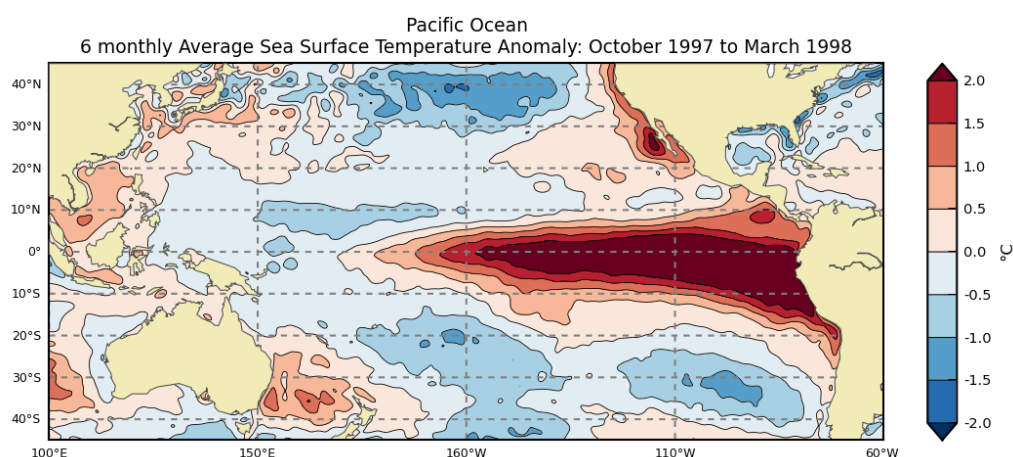 Pacific Ocean
6 monthly Average Sea Surface Temperature Anomaly: October 1997 to March 1998
40°N
30°N
20°N
10°N
0°
10°S
20°S
30°S
40°S
100°E
150°E
160°W
110°W
60°W
2.0
1.5
1.0
0.5
0.0
-0.5
-1.0
-1.5
-2.0
°C